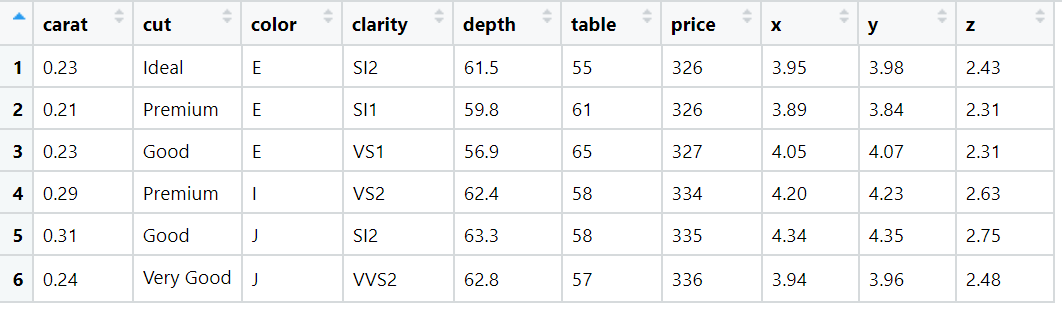 carat cut color clarity depth table price x y z
1 0.23 Ideal E SI2 61.5 55 326 3.95 3.98 2.43
2 0.21 Premium E SI1 59.8 61 326 3.89 3.84 2.31
3 0.23 Good E VS1 56.9 65 327 4.05 4.07 2.31
4 0.29 Premium I VS2 62.4 58 334 4.20 4.23 2.63
5 0.31 Good J SI2 63.3 58 335 4.34 4.35 2.75
6 0.24 Very Good J VVS2 62.8 57 336 3.94 3.96 2.48